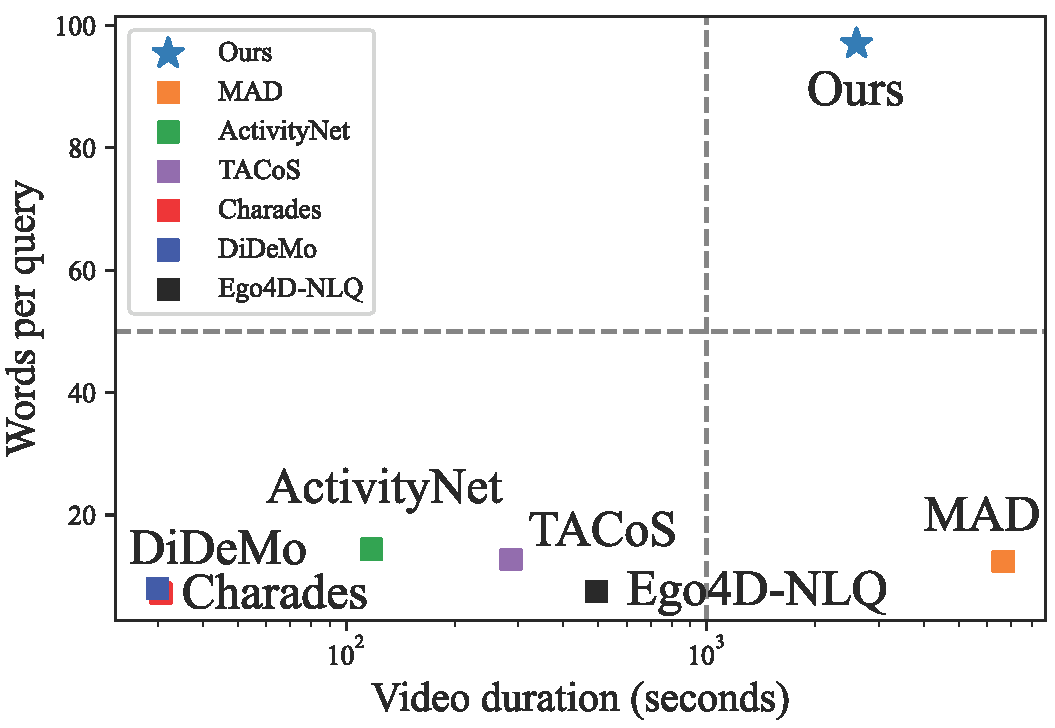 100
80
60
40
20
Words per query
Ours
MAD
ActivityNet
TACoS
Charades
DiDeMo
Ego4D-NLQ
Ours
ActivityNet
TACoS
MAD
DiDeMo
Charades
Ego4D-NLQ
10²
10³
Video duration (seconds)